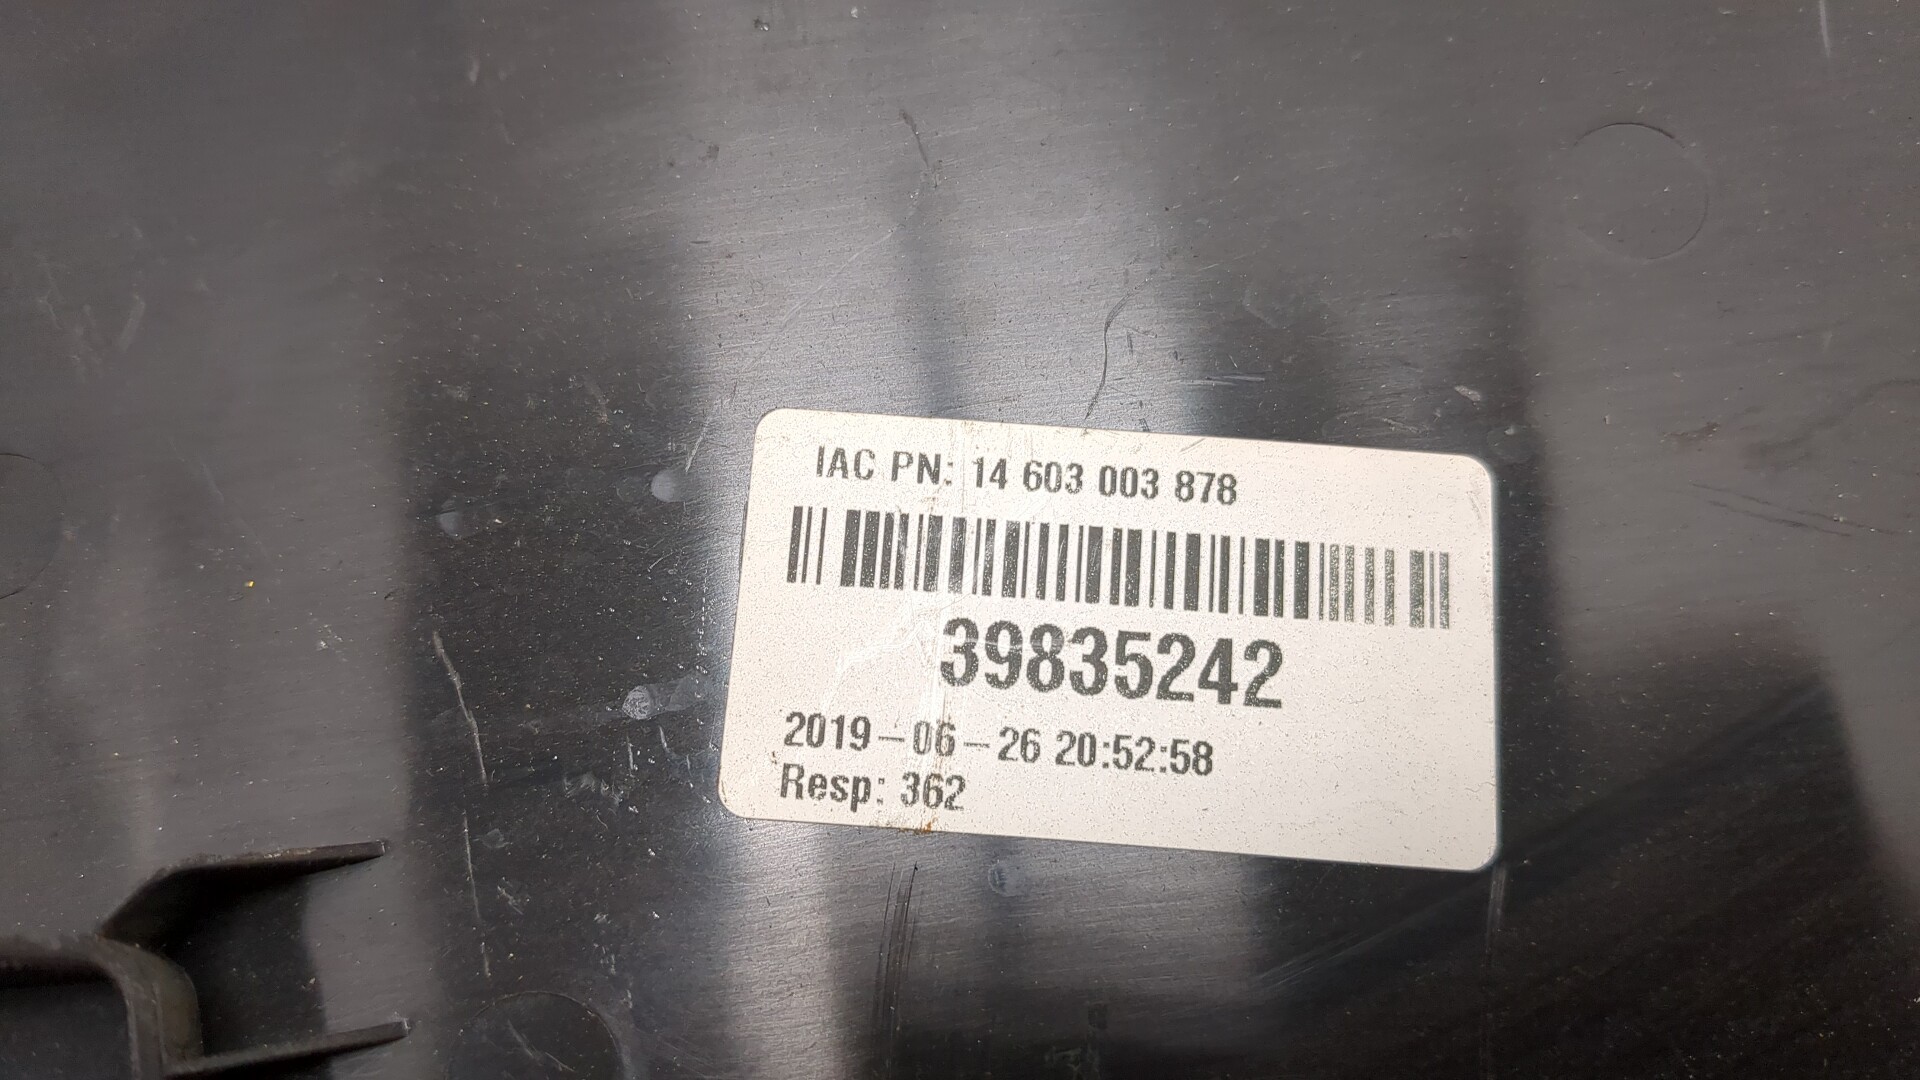 IAC PN: 14 603 003 878
39835242
2019-06-26 20:52:58
Resp: 362